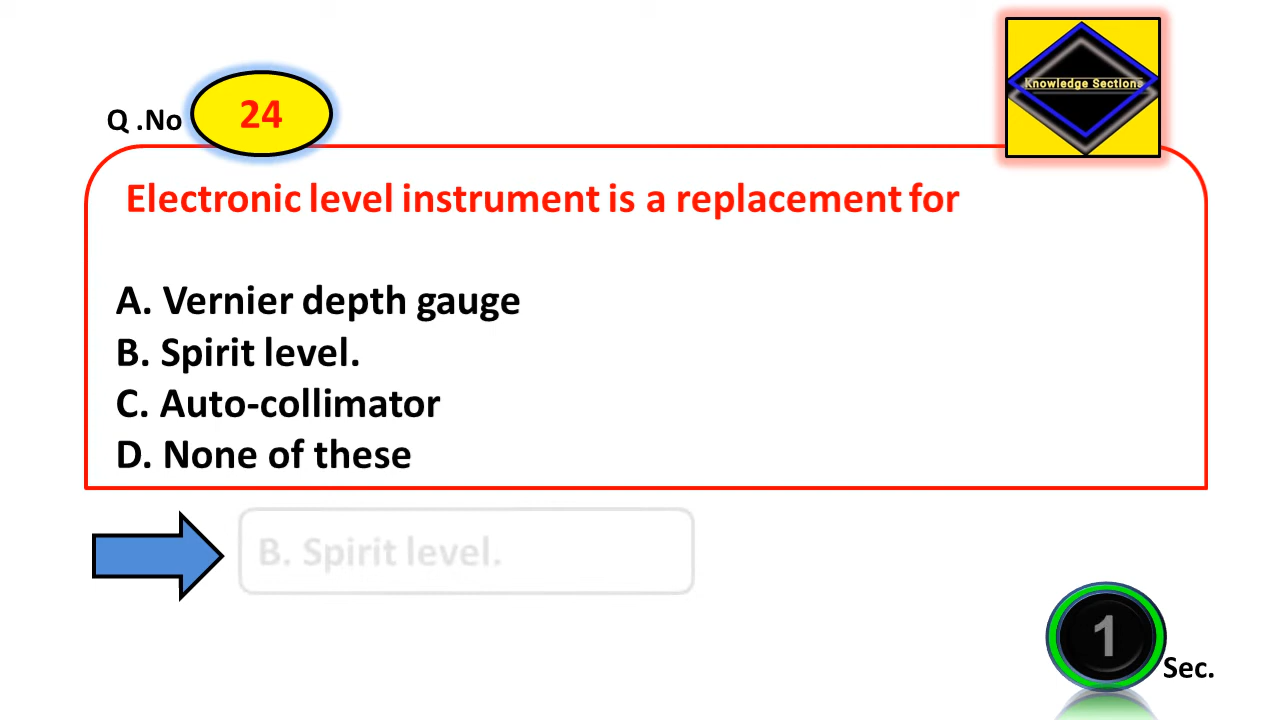 Knowledge Sections
Q .No 24
Electronic level instrument is a replacement for
A. Vernier depth gauge
B. Spirit level.
C. Auto-collimator
D. None of these
B. Spirit level.
1 Sec.